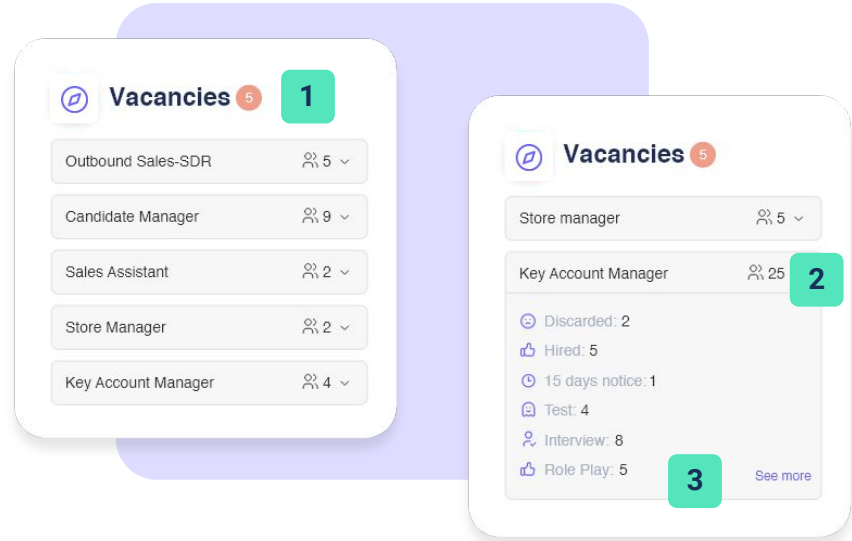 Vacancies 5 1
Outbound Sales-SDR 5
Candidate Manager 9
Sales Assistant 2
Store Manager 2
Key Account Manager 4
Vacancies 5
Store manager 5
Key Account Manager 25 2
Discarded: 2
Hired: 5
15 days notice: 1
Test: 4
Interview: 8
Role Play: 5 3
See more